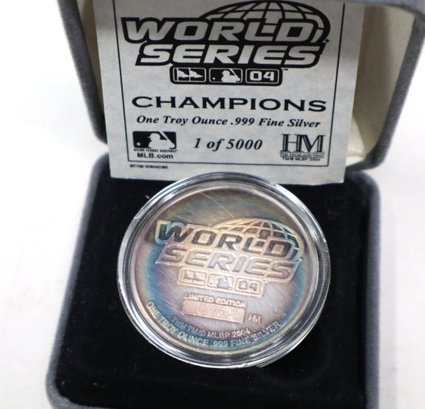 WORLD
SERIES
04
CHAMPIONS
One Troy Ounce .999 Fine Silver
1 of 5000
HM
MLB.com
WORLD
SERIES
04
LIMITED EDITION
HM
TM/© MLBP 2004
ONE TROY OUNCE .999 FINE SILVER